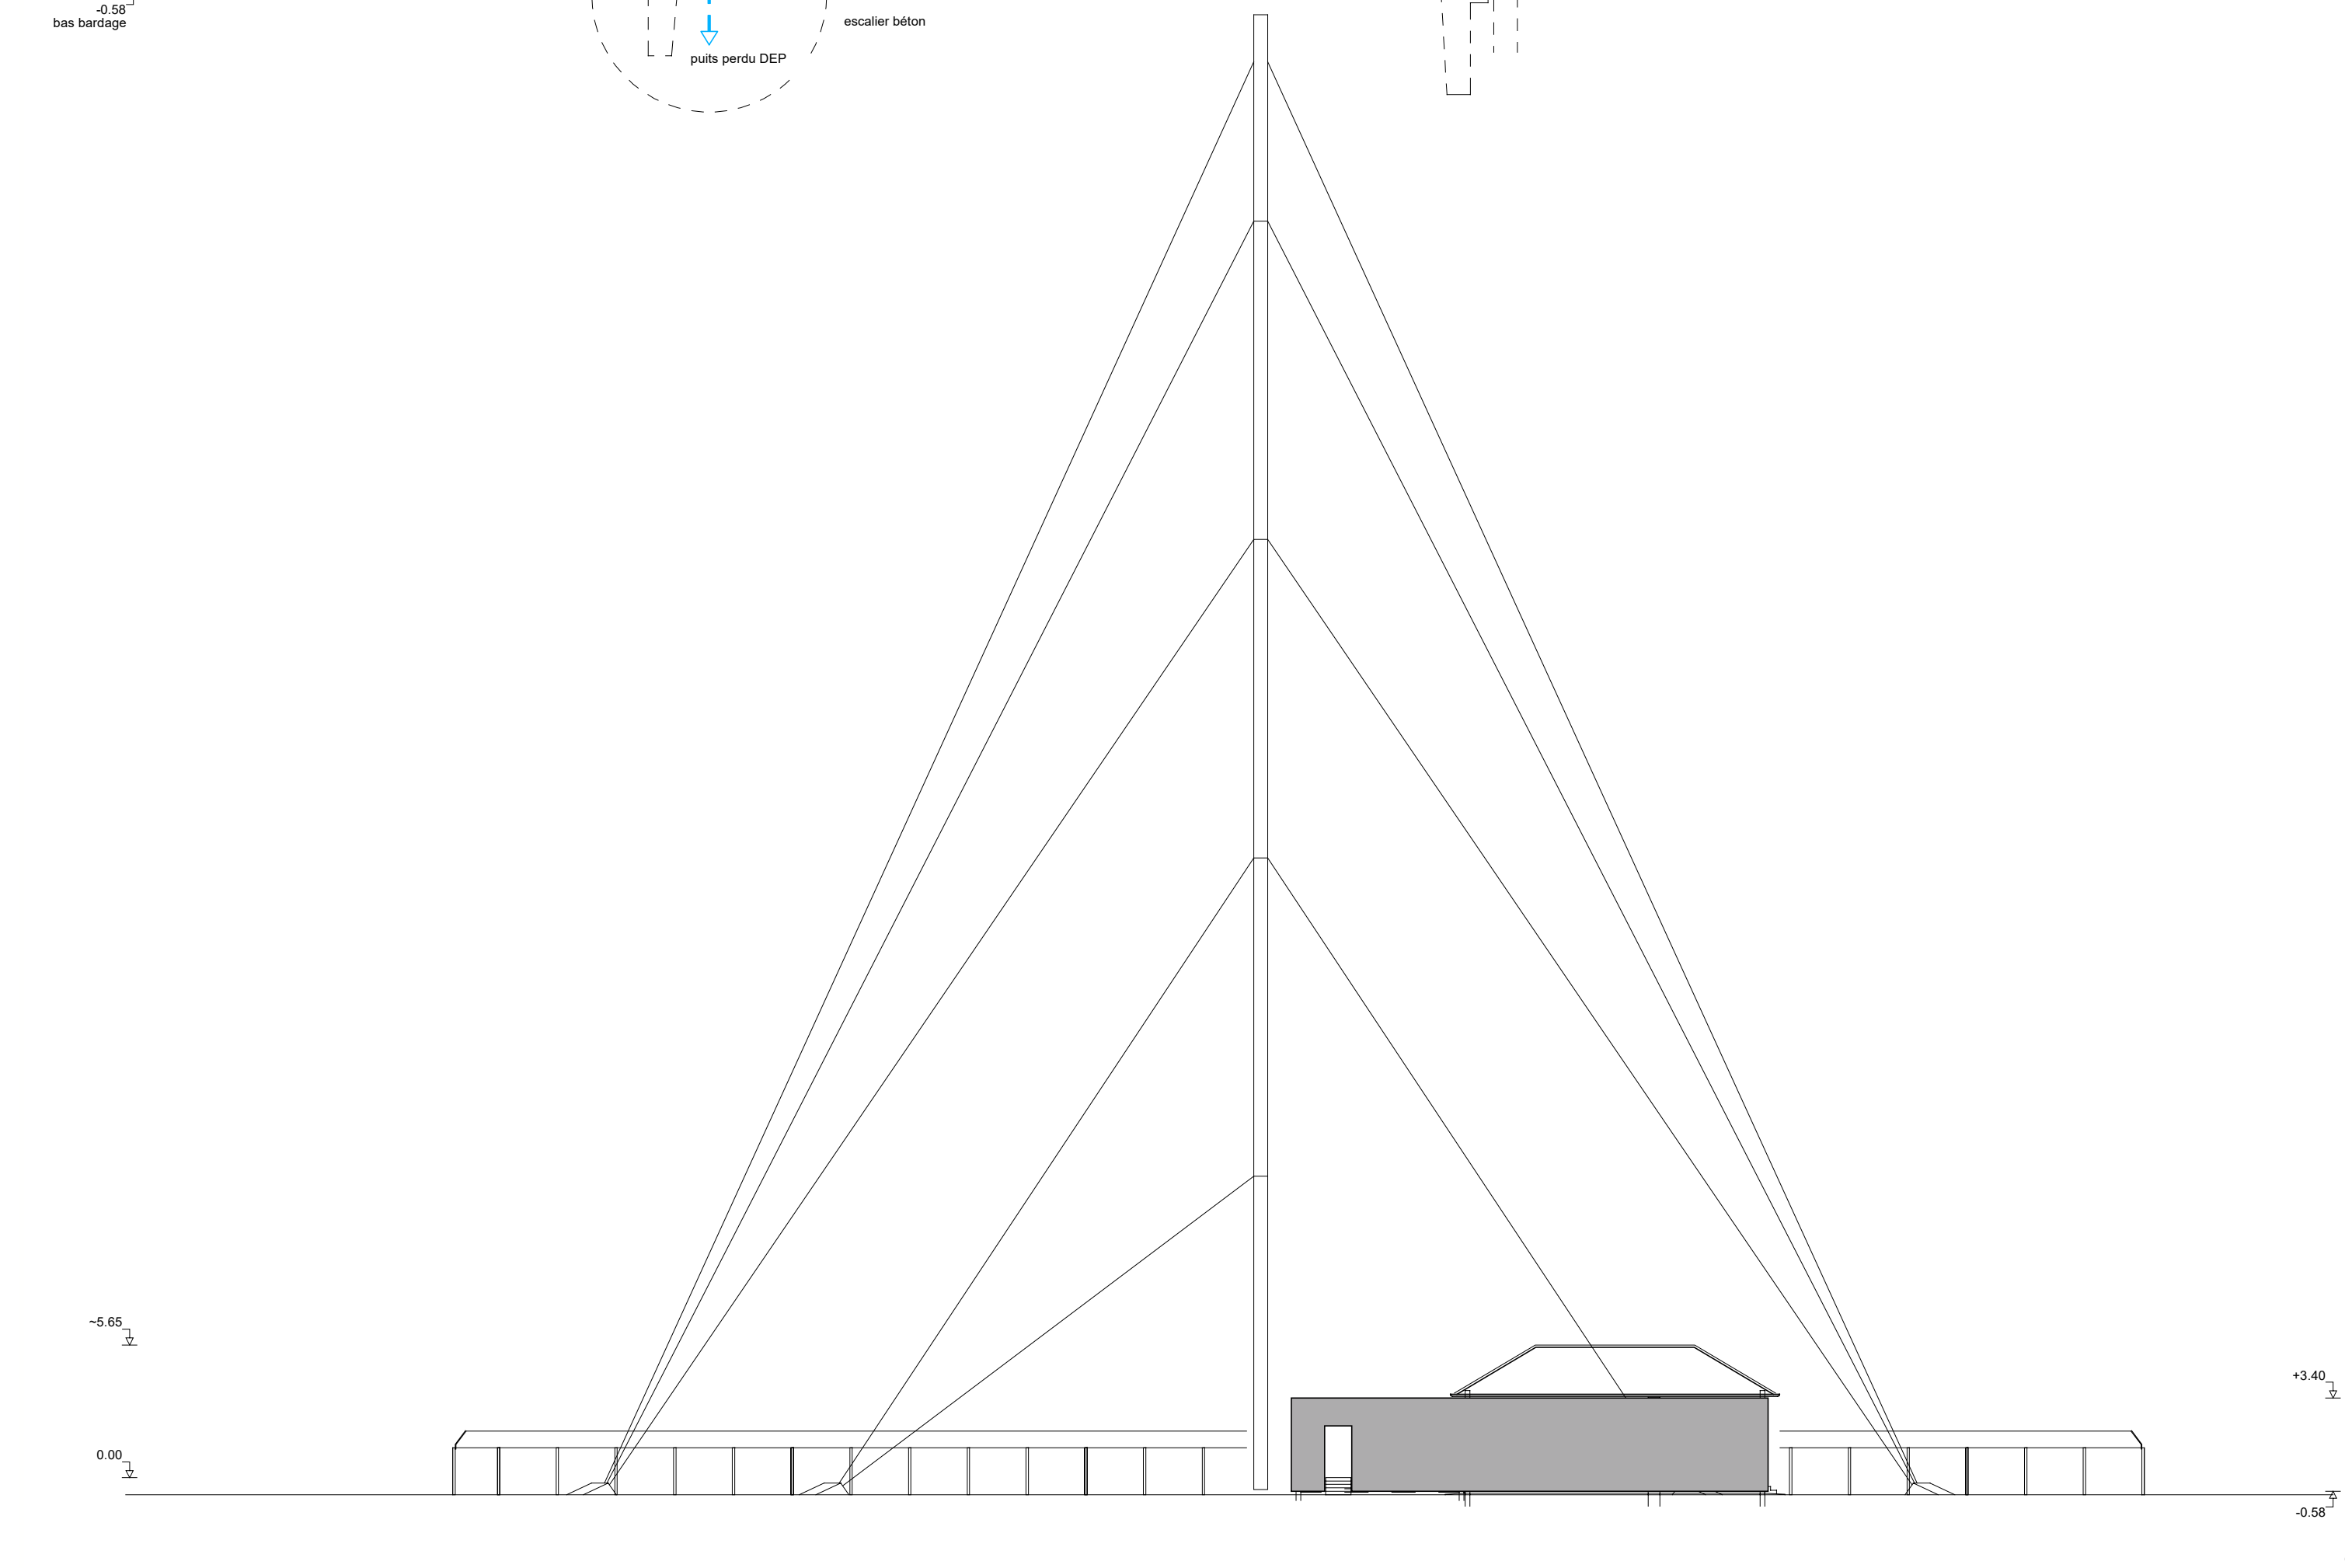 -0.58
bas bardage
escalier béton
puits perdu DEP
~5.65
+3.40
0.00
-0.58